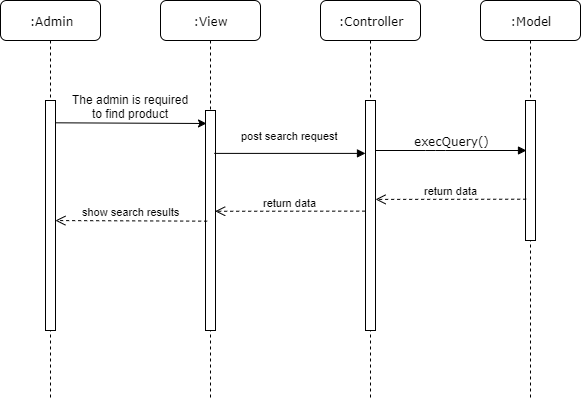 :Admin
:View
:Controller
:Model
The admin is required
to find product
post search request
execQuery()
return data
return data
show search results